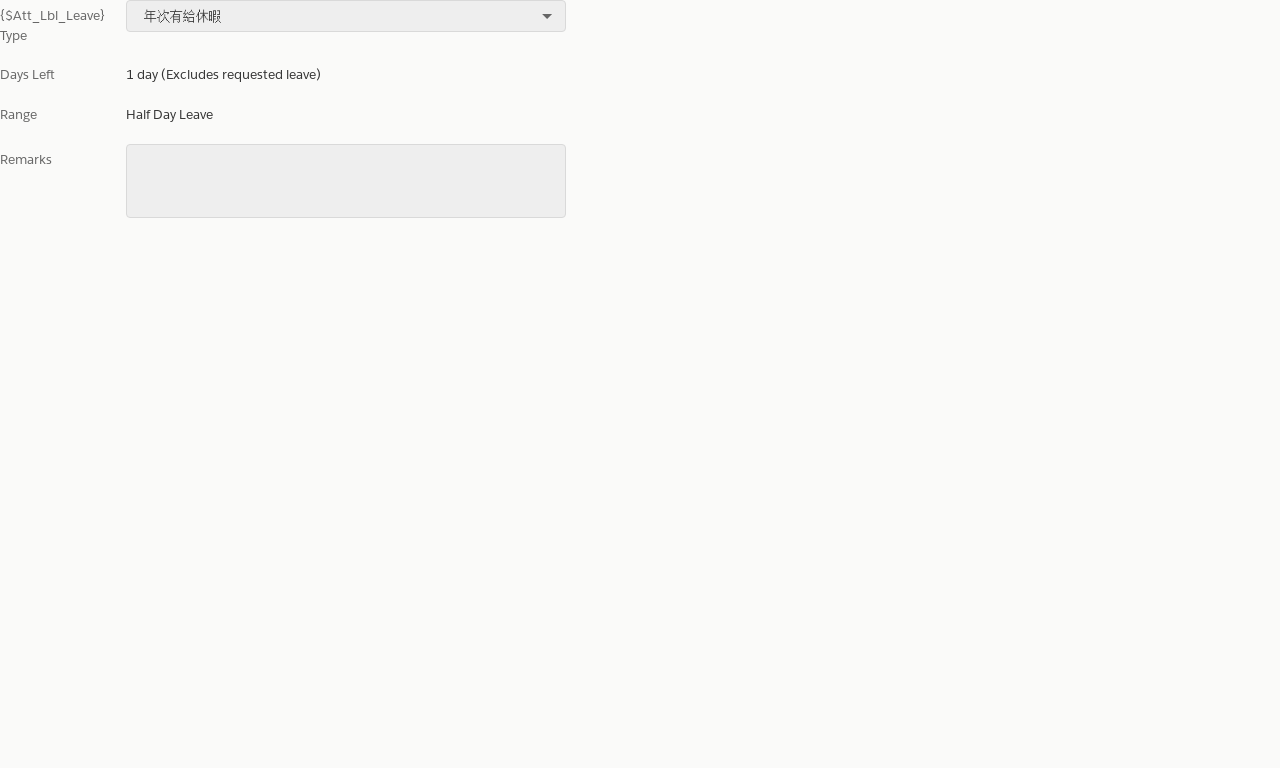 {$Att_Lbl_Leave} Type
年次有給休暇
Days Left
1 day (Excludes requested leave)
Range
Half Day Leave
Remarks